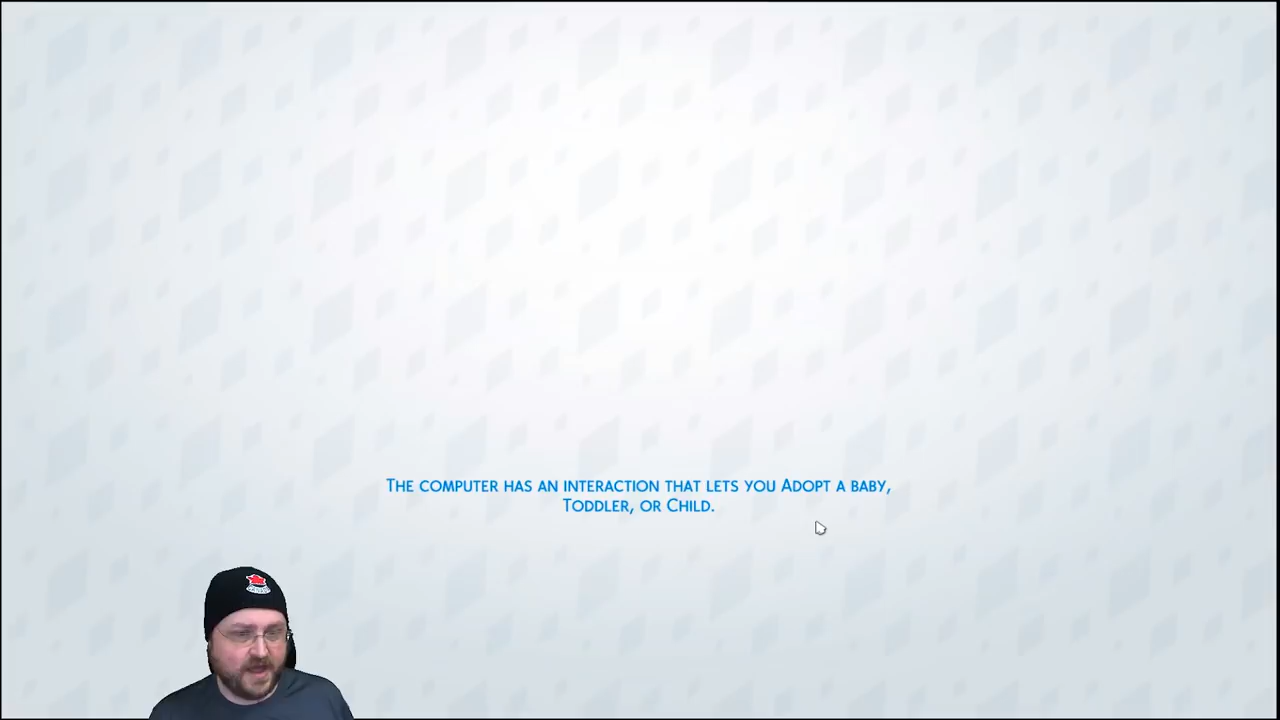 The computer has an interaction that lets you Adopt a baby,
Toddler, or Child.